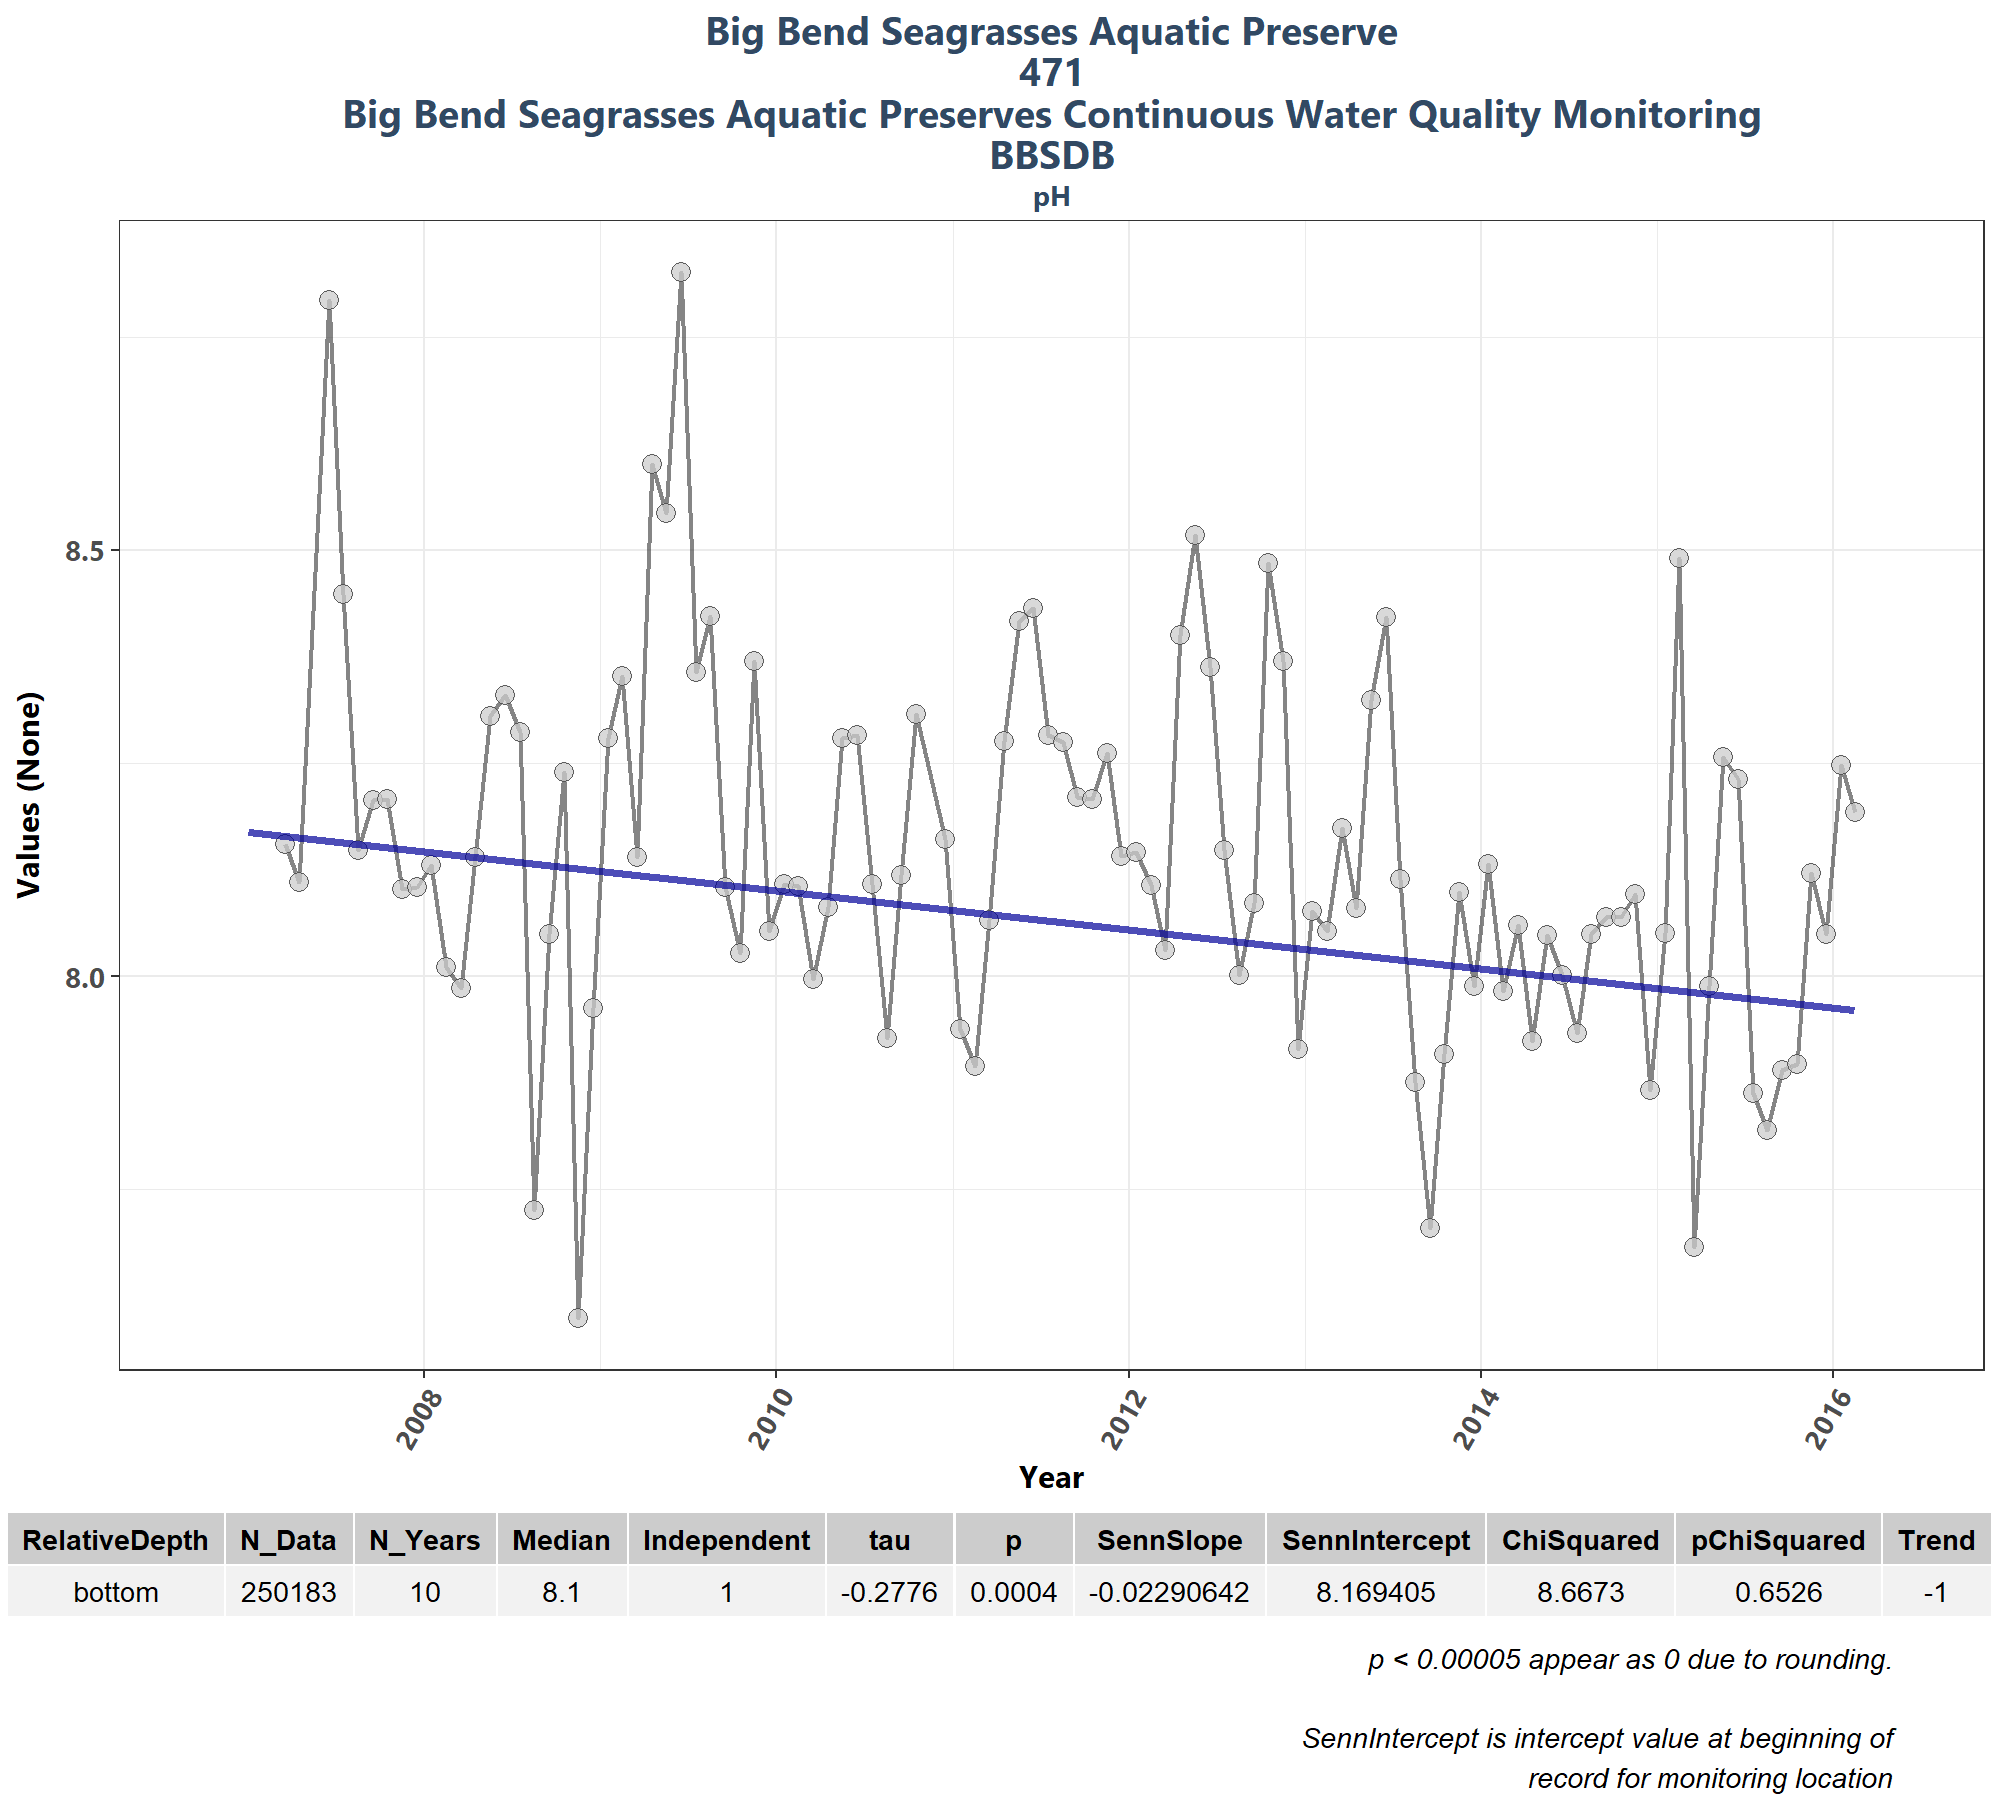 Big Bend Seagrasses Aquatic Preserve
471
Big Bend Seagrasses Aquatic Preserves Continuous Water Quality Monitoring
BBSDB
pH
Values (None)
8.5
8.0
2008
2010
2012
2014
2016
Year
RelativeDepth N_Data N_Years Median Independent tau p SennSlope SennIntercept ChiSquared pChiSquared Trend
bottom 250183 10 8.1 1 -0.2776 0.0004 -0.02290642 8.169405 8.6673 0.6526 -1
p < 0.00005 appear as 0 due to rounding.
SennIntercept is intercept value at beginning of
record for monitoring location